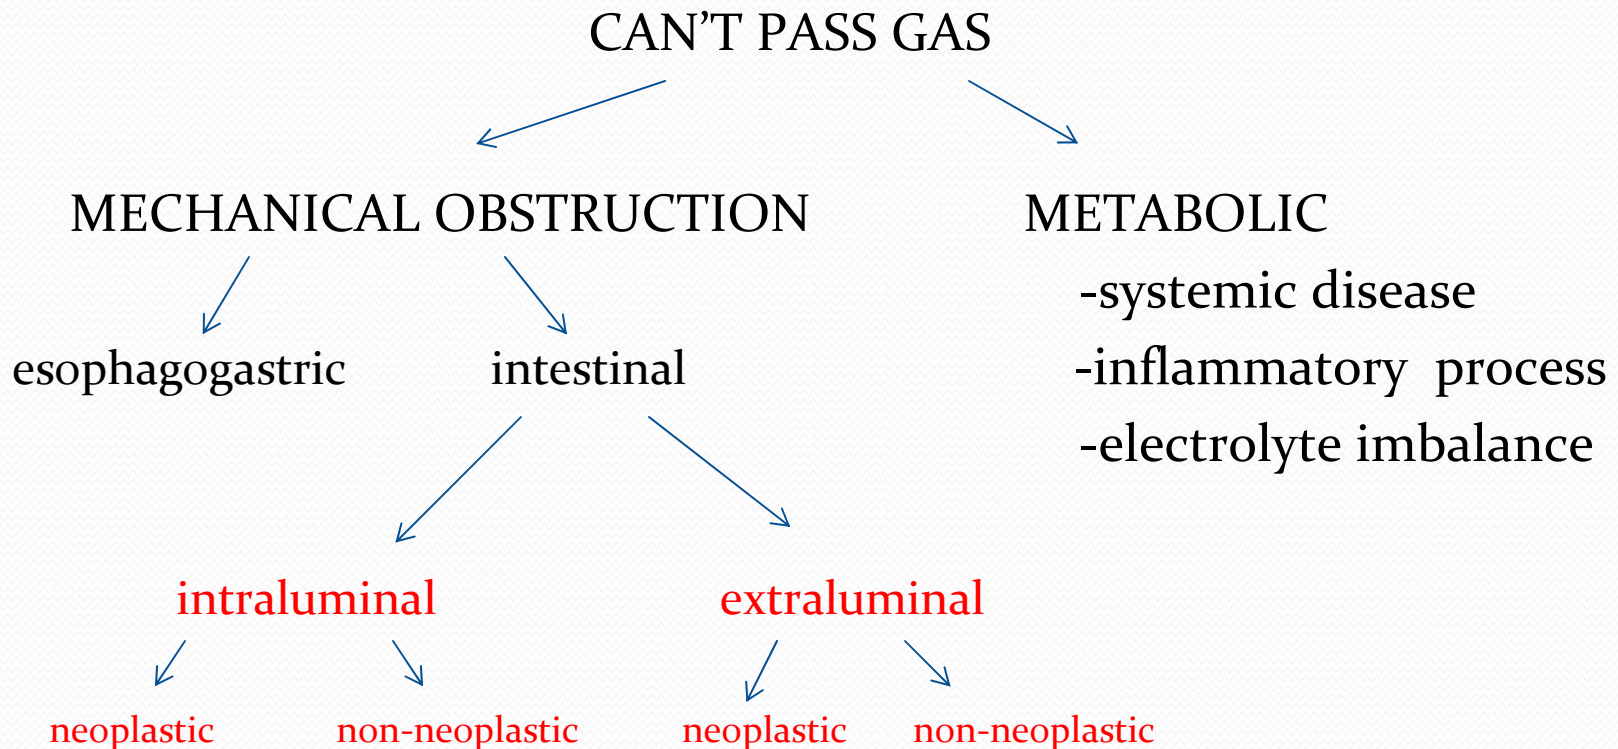 CAN'T PASS GAS
MECHANICAL OBSTRUCTION
METABOLIC
-systemic disease
-inflammatory process
-electrolyte imbalance
esophagogastric
intestinal
intraluminal
extraluminal
neoplastic
non-neoplastic
neoplastic
non-neoplastic